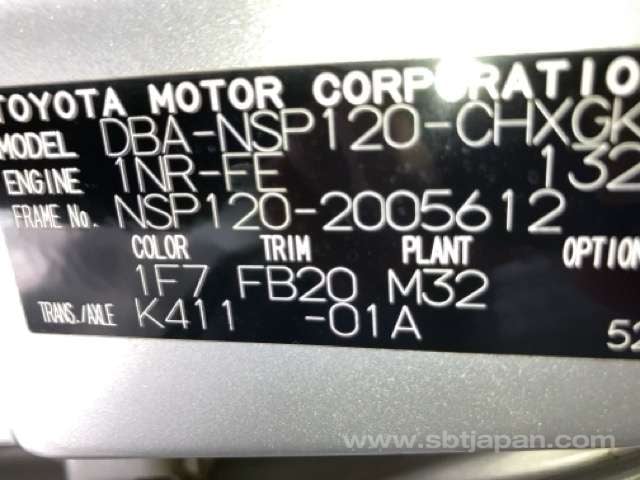 TOYOTA MOTOR CORPORATIO
MODEL DBA-NSP120-CHXGK
ENGINE 1NR-FE 132
FRAME No. NSP120-2005612
COLOR TRIM PLANT OPTION
1F7 FB20 M32
TRANS./AXLE K411 -01A
52
www.sbtjapan.com